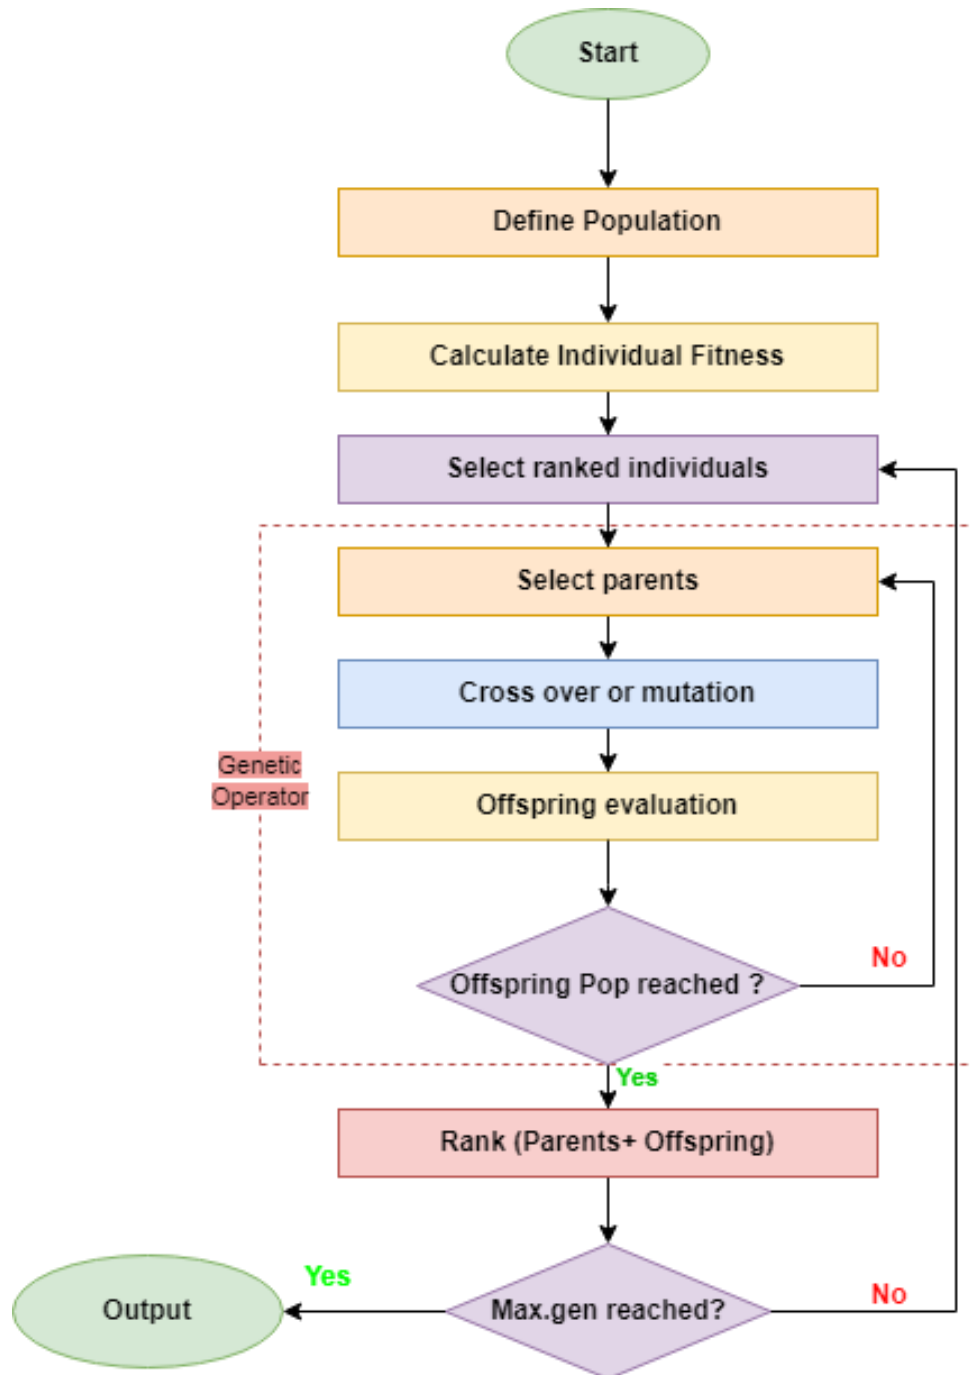 Start
Define Population
Calculate Individual Fitness
Select ranked individuals
Select parents
Cross over or mutation
Genetic
Operator
Offspring evaluation
No
Offspring Pop reached ?
Yes
Rank (Parents+ Offspring)
Yes
No
Output
Max.gen reached?